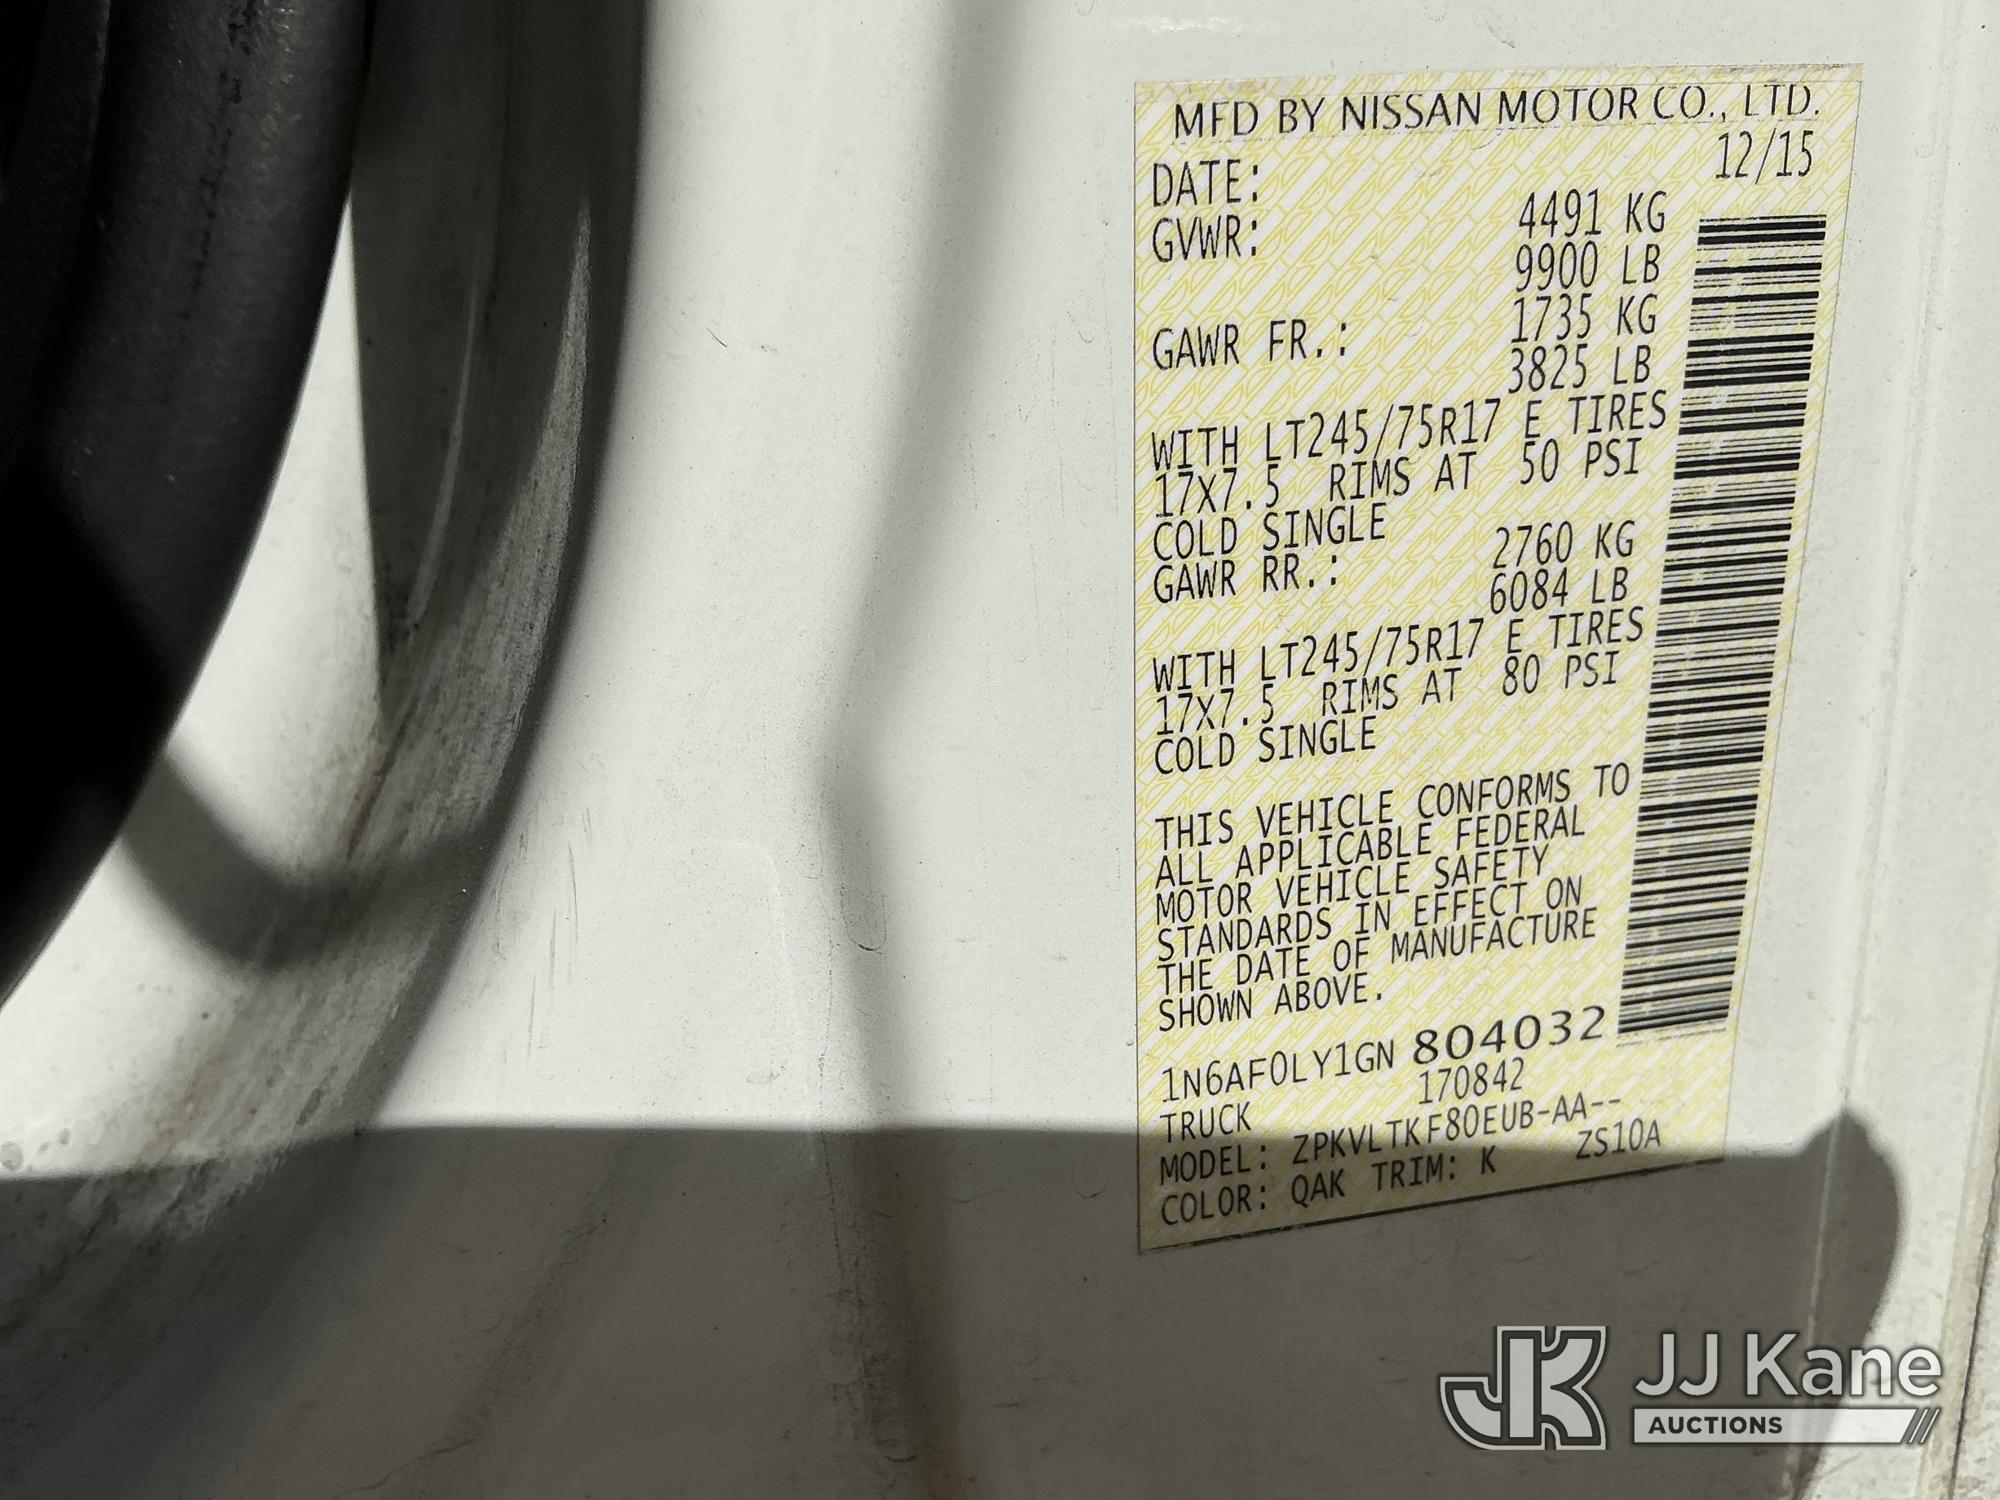 MFD BY NISSAN MOTOR CO., LTD.
DATE: 12/15
GVWR: 4491 KG
9900 LB
GAWR FR.: 1735 KG
3825 LB
WITH LT245/75R17 E TIRES
17X7.5 RIMS AT 50 PSI
COLD SINGLE
GAWR RR.: 2760 KG
6084 LB
WITH LT245/75R17 E TIRES
17X7.5 RIMS AT 80 PSI
COLD SINGLE
THIS VEHICLE CONFORMS TO
ALL APPLICABLE FEDERAL
MOTOR VEHICLE SAFETY
STANDARDS IN EFFECT ON
THE DATE OF MANUFACTURE
SHOWN ABOVE.
1N6AF0LY1GN 804032
TRUCK 170842
MODEL: ZPKVLTKF80EUB-AA--
COLOR: QAK TRIM: K ZS10A
JK JJ Kane
AUCTIONS